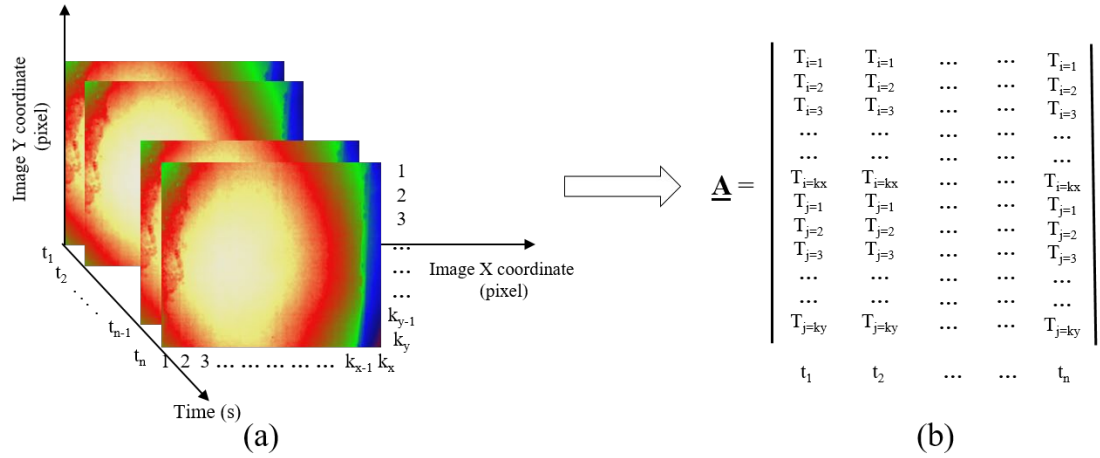 Image Y coordinate
(pixel)
t1
t2
. . . .
tn-1
tn
1
2
3
...
...
...
ky-1
ky
1 2 3 ... ... ... ... ... kx-1 kx
Image X coordinate
(pixel)
Time (s)
(a)
A =
Ti=1 Ti=1 ... ... Ti=1
Ti=2 Ti=2 ... ... Ti=2
Ti=3 Ti=3 ... ... Ti=3
... ... ... ... ...
... ... ... ... ...
Ti=kx Ti=kx ... ... Ti=kx
Tj=1 Tj=1 ... ... Tj=1
Tj=2 Tj=2 ... ... Tj=2
Tj=3 Tj=3 ... ... Tj=3
... ... ... ... ...
... ... ... ... ...
Tj=ky Tj=ky ... ... Tj=ky
t1 t2 ... ... tn
(b)